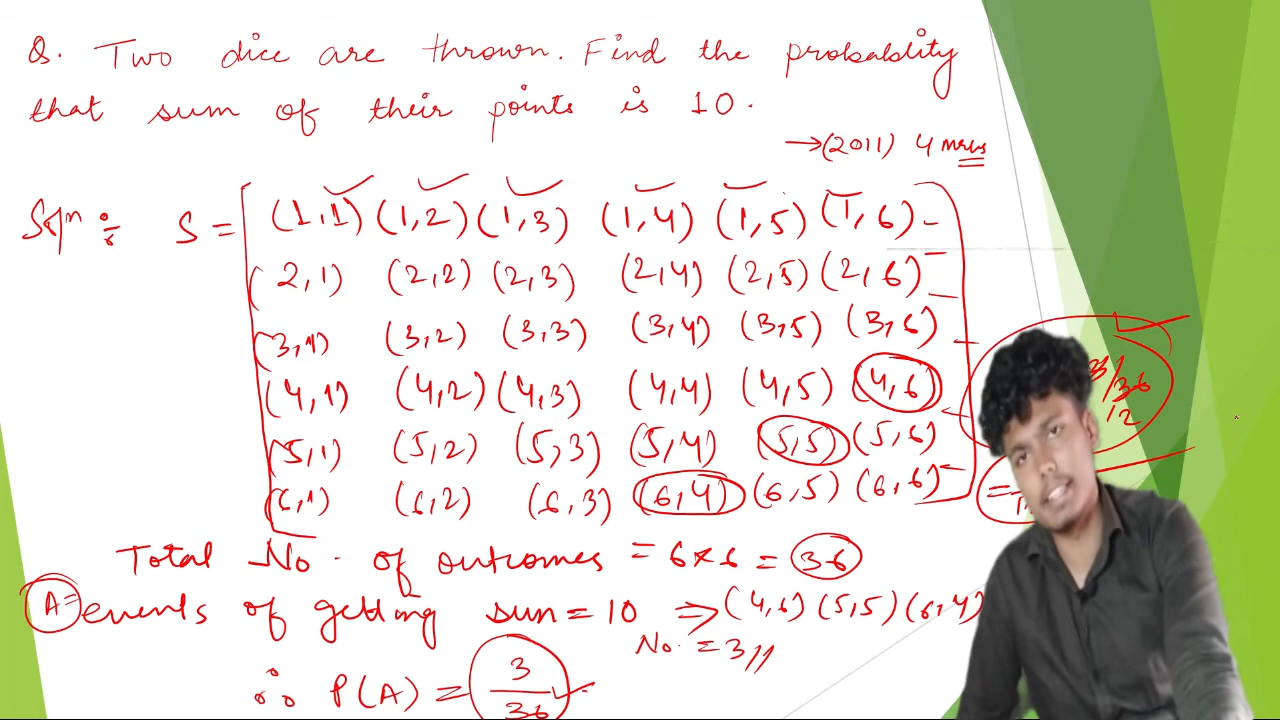 Q. Two dice are thrown. Find the probability
that sum of their points is 10.
→(2011) 4 mrks
Solⁿ ÷ S = (1,1) (1,2) (1,3) (1,4) (1,5) (1,6)
(2,1) (2,2) (2,3) (2,4) (2,5) (2,6)
(3,1) (3,2) (3,3) (3,4) (3,5) (3,6)
(4,1) (4,2) (4,3) (4,4) (4,5) (4,6)
(5,1) (5,2) (5,3) (5,4) (5,5) (5,6)
(6,1) (6,2) (6,3) (6,4) (6,5) (6,6)
3/36
12
=
Total No. of outcomes = 6×6 = 36
A= events of getting sum = 10 => (4,6) (5,5) (6,4)
No. = 3//
∴ P(A) = 3/36